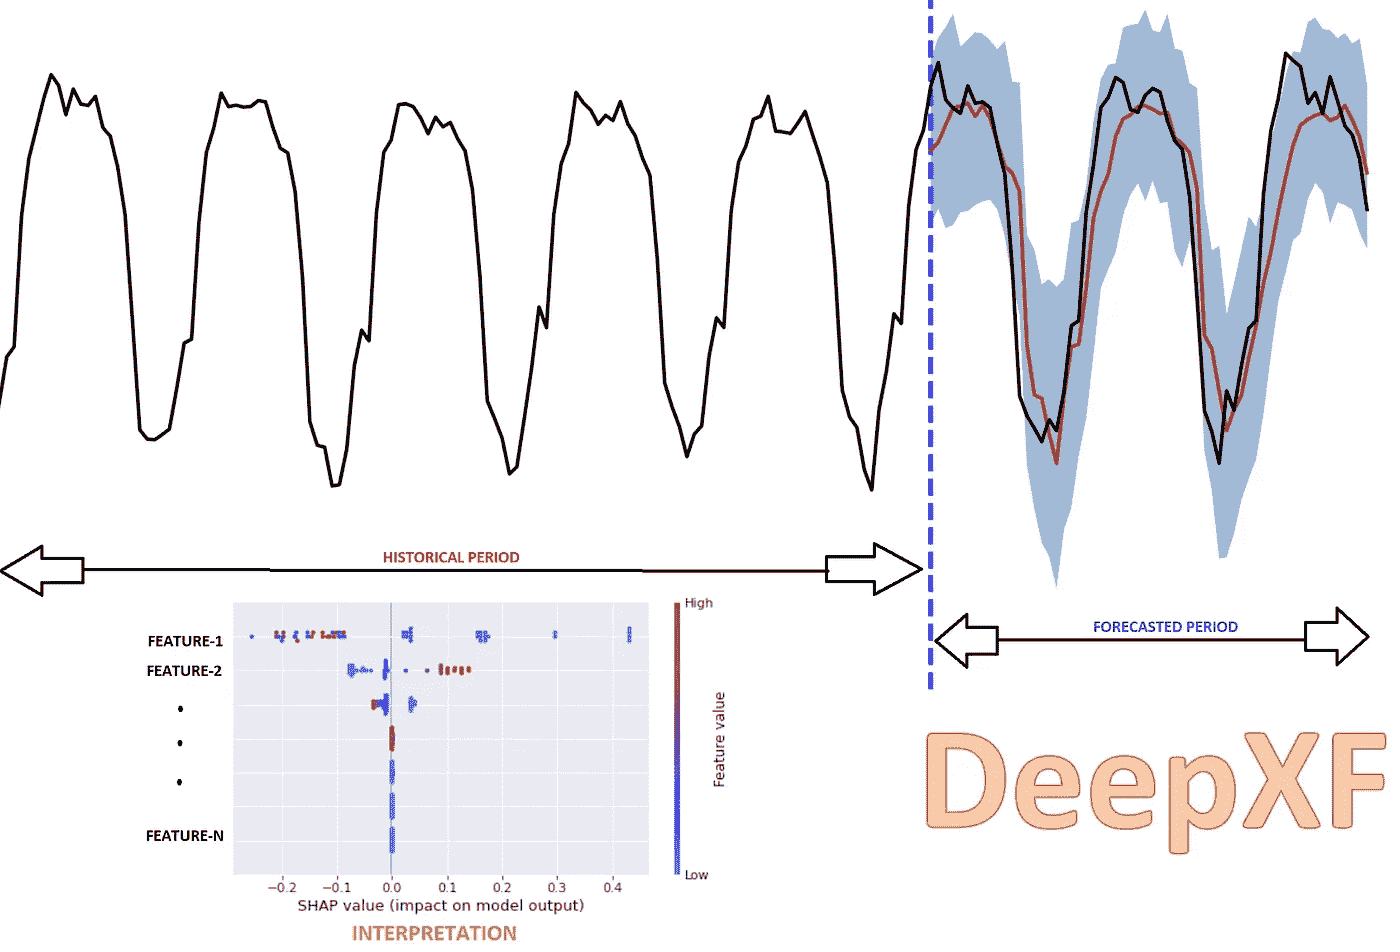 HISTORICAL PERIOD
High
FEATURE-1
FORECASTED PERIOD
FEATURE-2
Feature value
FEATURE-N
Low
−0.2 −0.1 0.0 0.1 0.2 0.3 0.4
SHAP value (impact on model output)
INTERPRETATION
DeepXF